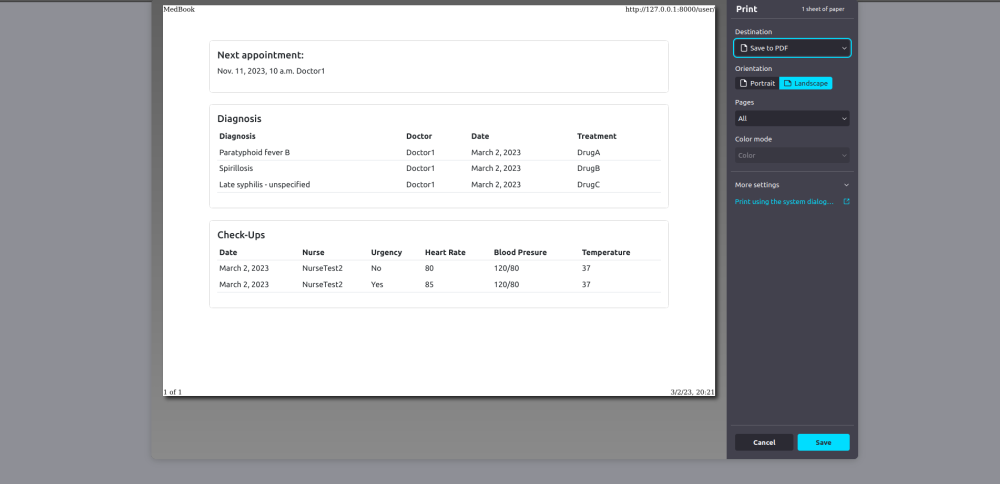 MedBook http://127.0.0.1:8000/user/
Next appointment:
Nov. 11, 2023, 10 a.m. Doctor1
Diagnosis
Diagnosis Doctor Date Treatment
Paratyphoid fever B Doctor1 March 2, 2023 DrugA
Spirillosis Doctor1 March 2, 2023 DrugB
Late syphilis - unspecified Doctor1 March 2, 2023 DrugC
Check-Ups
Date Nurse Urgency Heart Rate Blood Presure Temperature
March 2, 2023 NurseTest2 No 80 120/80 37
March 2, 2023 NurseTest2 Yes 85 120/80 37
1 of 1 3/2/23, 20:21
Print 1 sheet of paper
Destination
Save to PDF
Orientation
Portrait Landscape
Pages
All
Color mode
Color
More settings
Print using the system dialog...
Cancel Save